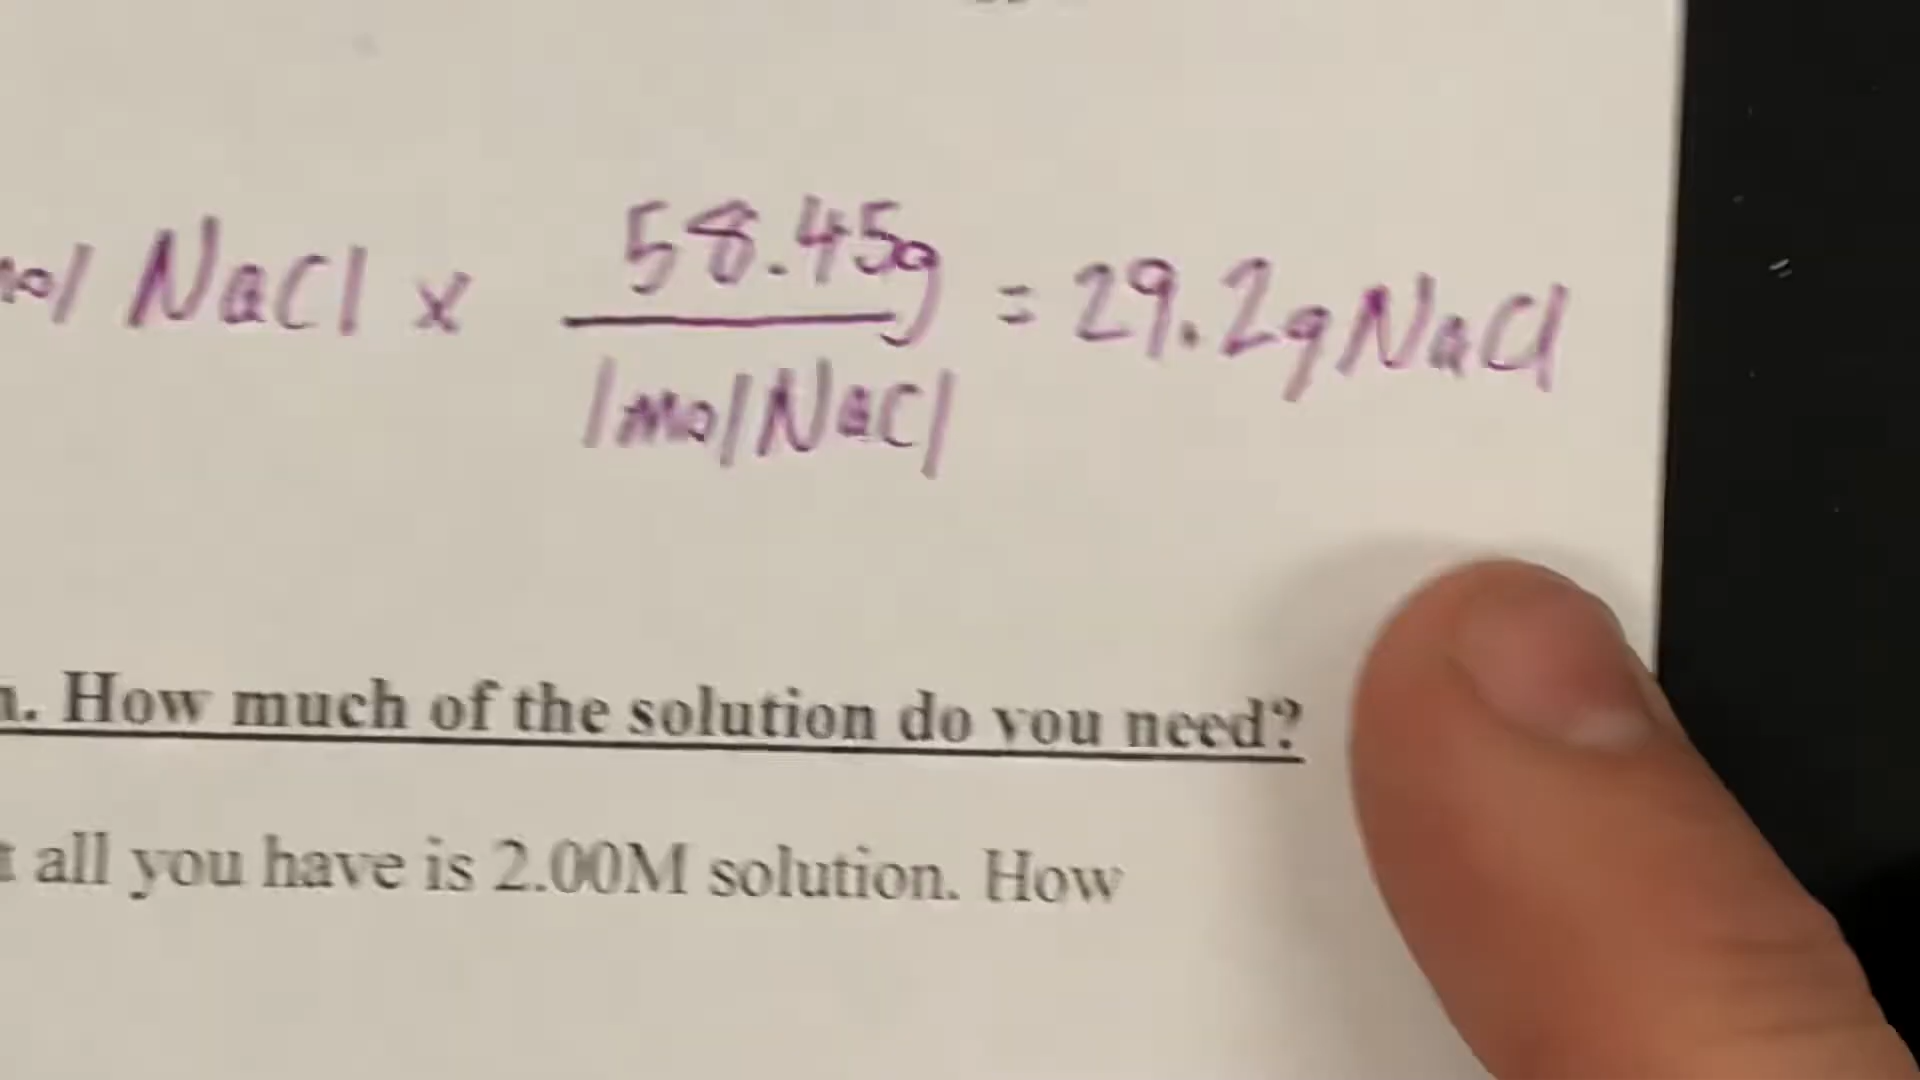 mol NaCl x 58.45g = 29.2g NaCl
1mol NaCl
. How much of the solution do you need?
all you have is 2.00M solution. How